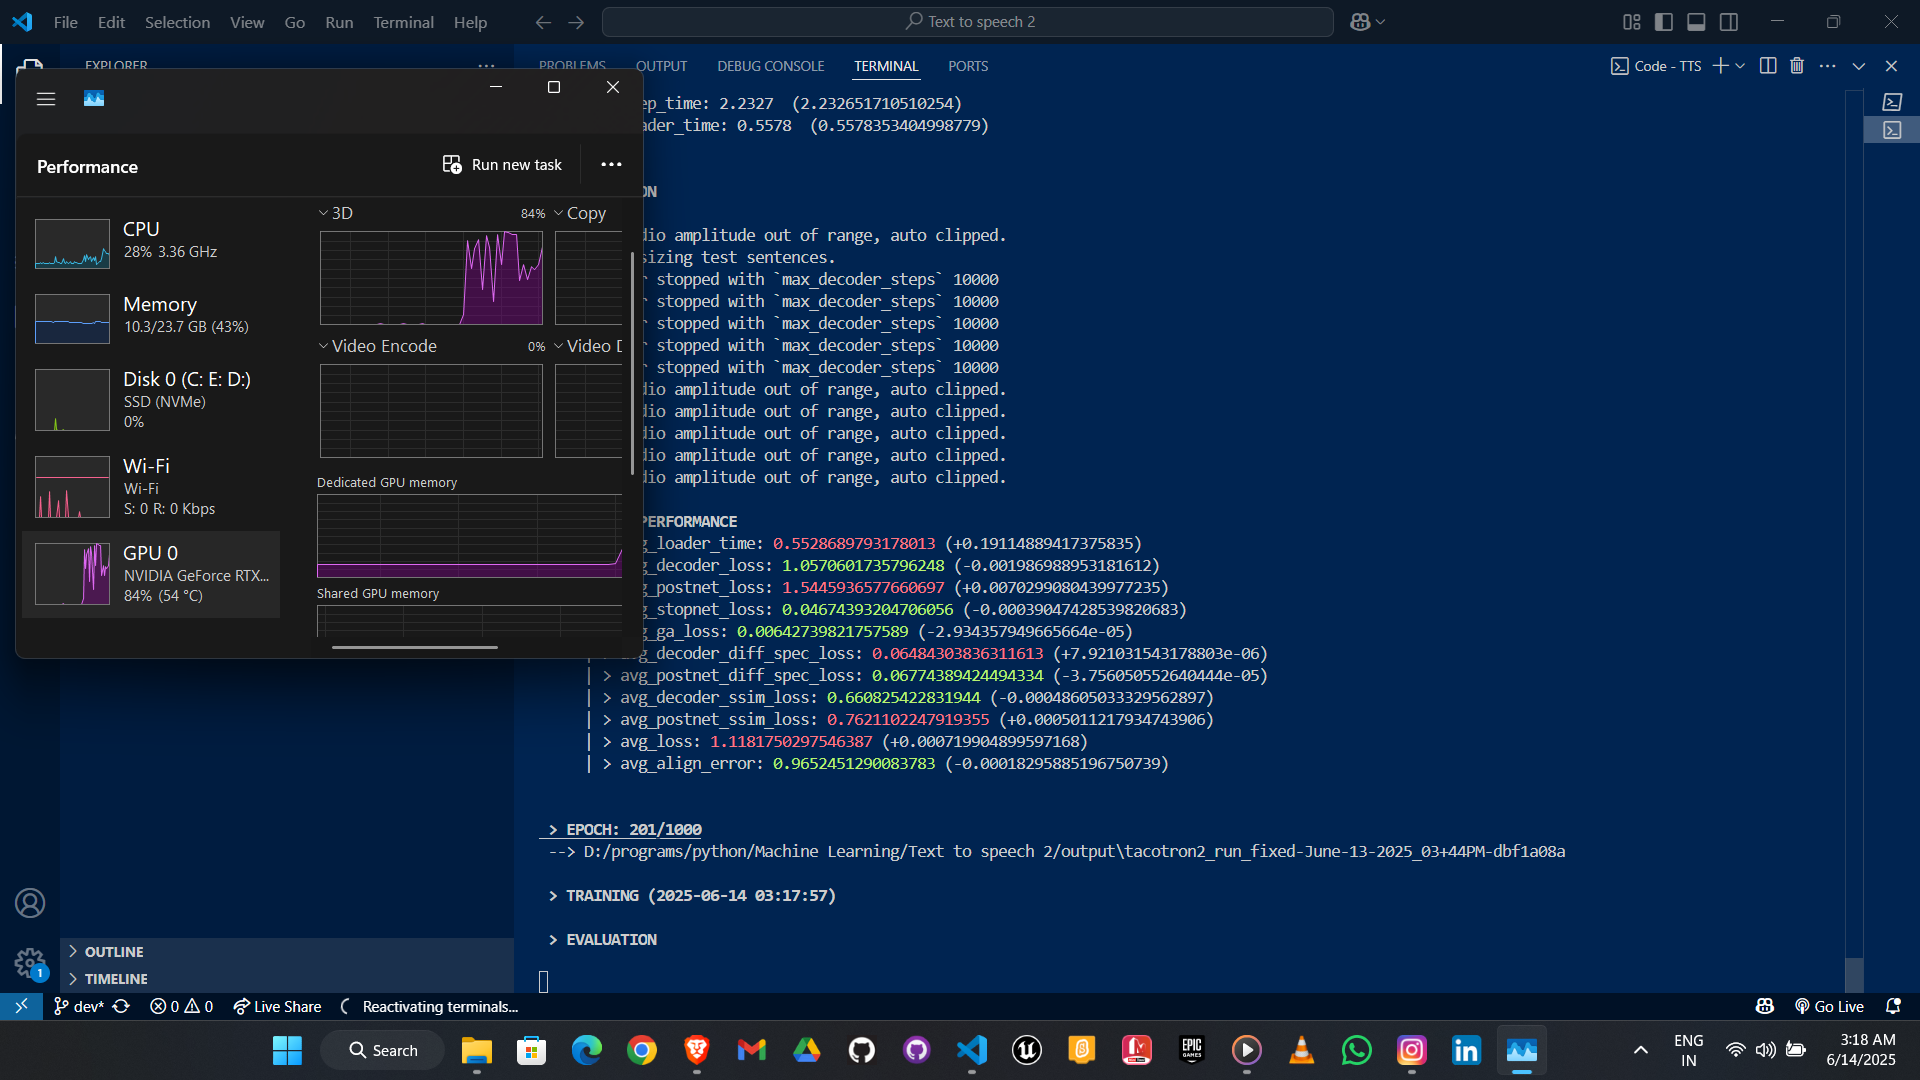 File Edit Selection View Go Run Terminal Help
Text to speech 2
EXPLORER
PROBLEMS OUTPUT DEBUG CONSOLE TERMINAL PORTS
Code - TTS
ep_time: 2.2327 (2.232651710510254)
ader_time: 0.5578 (0.5578353404998779)
ON
dio amplitude out of range, auto clipped.
sizing test sentences.
r stopped with `max_decoder_steps` 10000
r stopped with `max_decoder_steps` 10000
r stopped with `max_decoder_steps` 10000
r stopped with `max_decoder_steps` 10000
r stopped with `max_decoder_steps` 10000
dio amplitude out of range, auto clipped.
dio amplitude out of range, auto clipped.
dio amplitude out of range, auto clipped.
dio amplitude out of range, auto clipped.
dio amplitude out of range, auto clipped.
PERFORMANCE
g_loader_time: 0.5528689793178013 (+0.19114889417375835)
g_decoder_loss: 1.0570601735796248 (-0.001986988953181612)
g_postnet_loss: 1.5445936577660697 (+0.0070299080439977235)
g_stopnet_loss: 0.04674393204706056 (-0.00039047428539820683)
g_ga_loss: 0.00642739821757589 (-2.934357949665664e-05)
vg_decoder_diff_spec_loss: 0.06484303836311613 (+7.921031543178803e-06)
| > avg_postnet_diff_spec_loss: 0.06774389424494334 (-3.756050552640444e-05)
| > avg_decoder_ssim_loss: 0.660825422831944 (-0.00048605033329562897)
| > avg_postnet_ssim_loss: 0.7621102247919355 (+0.0005011217934743906)
| > avg_loss: 1.1181750297546387 (+0.000719904899597168)
| > avg_align_error: 0.9652451290083783 (-0.00018295885196750739)
> EPOCH: 201/1000
--> D:/programs/python/Machine Learning/Text to speech 2/output\tacotron2_run_fixed-June-13-2025_03+44PM-dbf1a08a
> TRAINING (2025-06-14 03:17:57)
> EVALUATION
Performance
Run new task
CPU
28% 3.36 GHz
Memory
10.3/23.7 GB (43%)
Disk 0 (C: E: D:)
SSD (NVMe)
0%
Wi-Fi
Wi-Fi
S: 0 R: 0 Kbps
GPU 0
NVIDIA GeForce RTX...
84% (54 °C)
3D 84% Copy
Video Encode 0% Video D
Dedicated GPU memory
Shared GPU memory
OUTLINE
TIMELINE
1
dev* 0 0 Live Share Reactivating terminals...
Go Live
Search
EPIC GAMES
ENG
IN
3:18 AM
6/14/2025